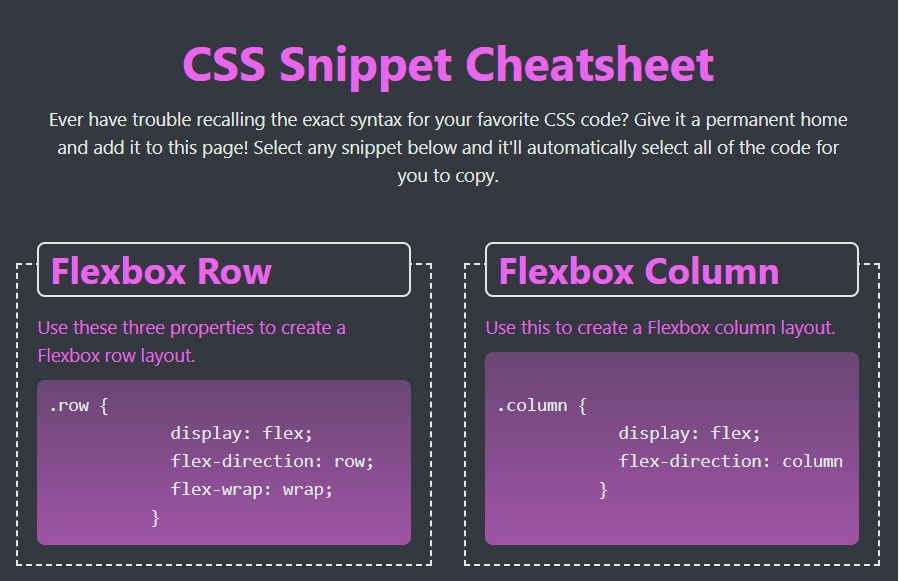 CSS Snippet Cheatsheet
Ever have trouble recalling the exact syntax for your favorite CSS code? Give it a permanent home
and add it to this page! Select any snippet below and it'll automatically select all of the code for
you to copy.
Flexbox Row
Use these three properties to create a
Flexbox row layout.
.row {
display: flex;
flex-direction: row;
flex-wrap: wrap;
}
Flexbox Column
Use this to create a Flexbox column layout.
.column {
display: flex;
flex-direction: column
}